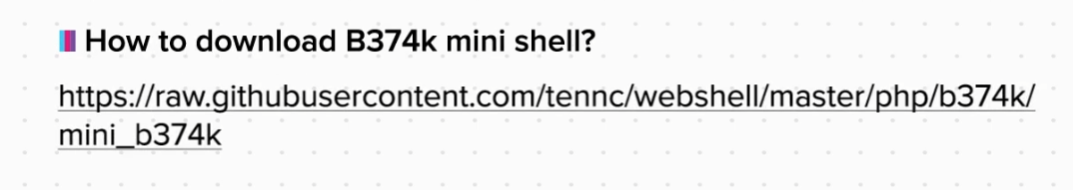 How to download B374k mini shell?
https://raw.githubusercontent.com/tennc/webshell/master/php/b374k/
mini_b374k